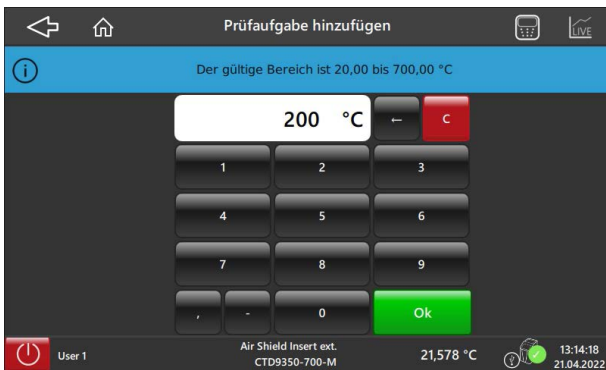 Prüfaufgabe hinzufügen
LIVE
Der gültige Bereich ist 20,00 bis 700,00 °C
200 °C ← C
1 2 3
4 5 6
7 8 9
, - 0 Ok
User 1
Air Shield Insert ext.
CTD9350-700-M
21,578 °C
13:14:18
21.04.2022